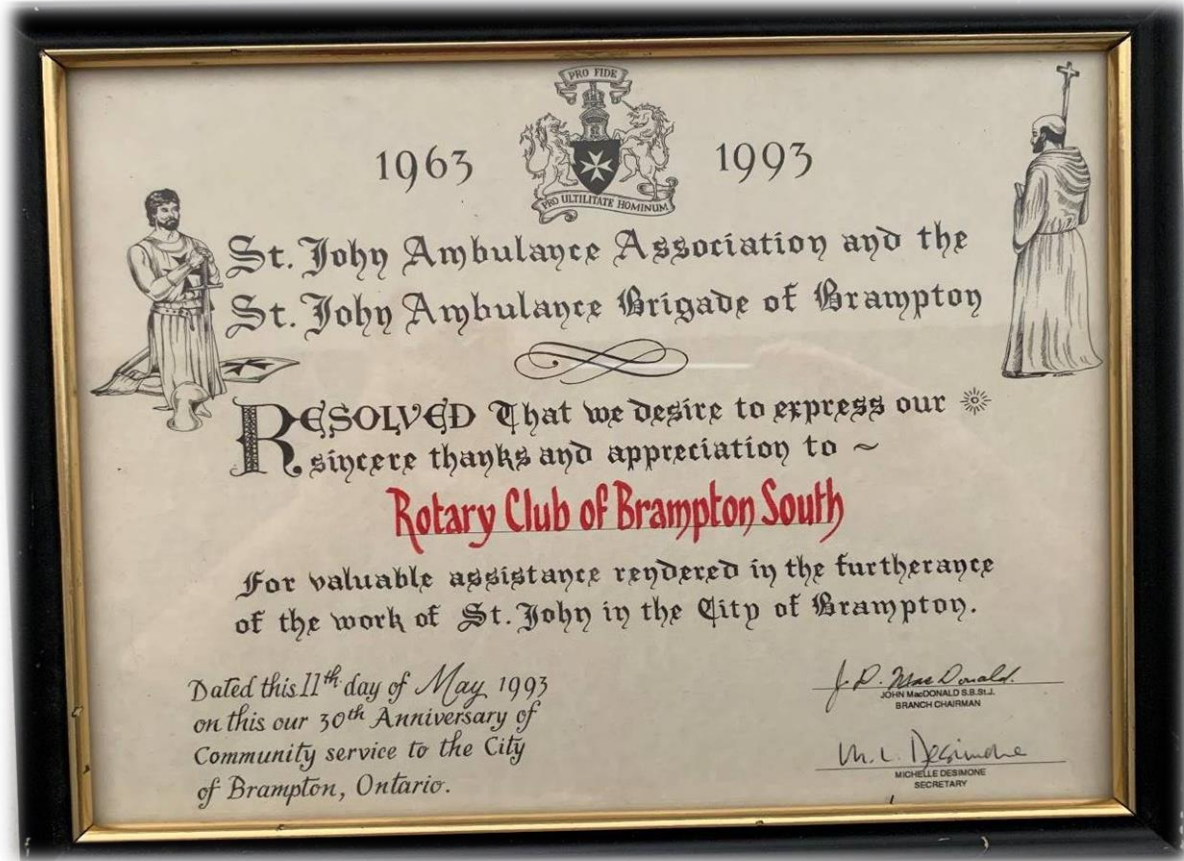 PRO FIDE
1963 1993
PRO ULTILITATE HOMINUM
St. John Ambulance Association and the
St. John Ambulance Brigade of Brampton
RESOLVED That we desire to express our
sincere thanks and appreciation to ~
Rotary Club of Brampton South
For valuable assistance rendered in the furtherance
of the work of St. John in the City of Brampton.
Dated this 11th day of May 1993
on this our 30th Anniversary of
Community service to the City
of Brampton, Ontario.
J. D. MacDonald.
JOHN MacDONALD S.B.St.J.
BRANCH CHAIRMAN
M. L. Desimone
MICHELLE DESIMONE
SECRETARY